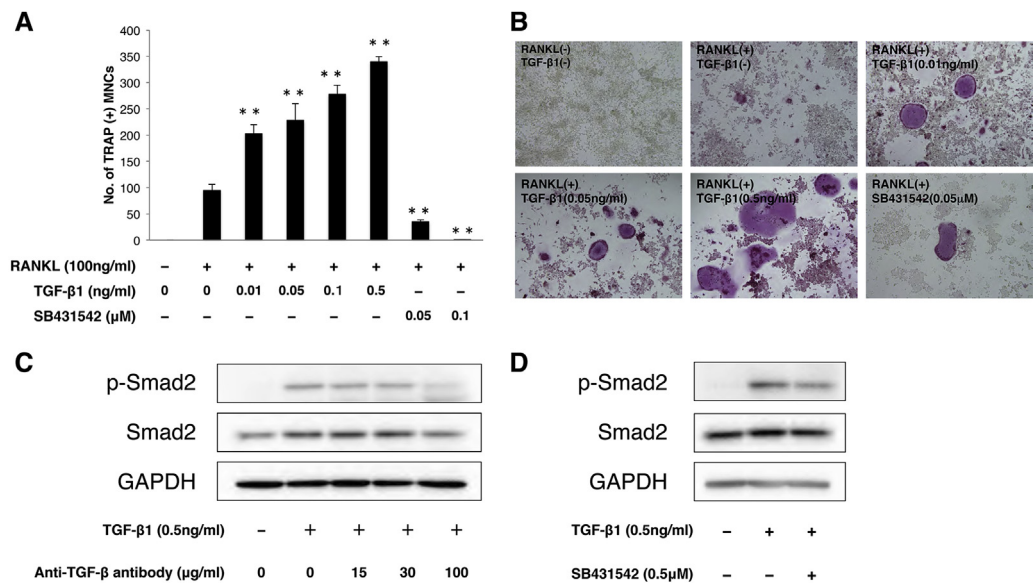 A
No. of TRAP (+) MNCs
400
350
300
250
200
150
100
50
0
* *
* *
* *
* *
* *
* *
RANKL (100ng/ml) – + + + + + + +
TGF-β1 (ng/ml) 0 0 0.01 0.05 0.1 0.5 – –
SB431542 (μM) – – – – – – 0.05 0.1
B
RANKL(-)
TGF-β1(-)
RANKL(+)
TGF-β1(-)
RANKL(+)
TGF-β1(0.01ng/ml)
RANKL(+)
TGF-β1(0.05ng/ml)
RANKL(+)
TGF-β1(0.5ng/ml)
RANKL(+)
SB431542(0.05μM)
C
p-Smad2
Smad2
GAPDH
TGF-β1 (0.5ng/ml) – + + + +
Anti-TGF-β antibody (μg/ml) 0 0 15 30 100
D
p-Smad2
Smad2
GAPDH
TGF-β1 (0.5ng/ml) – + +
SB431542 (0.5μM) – – +